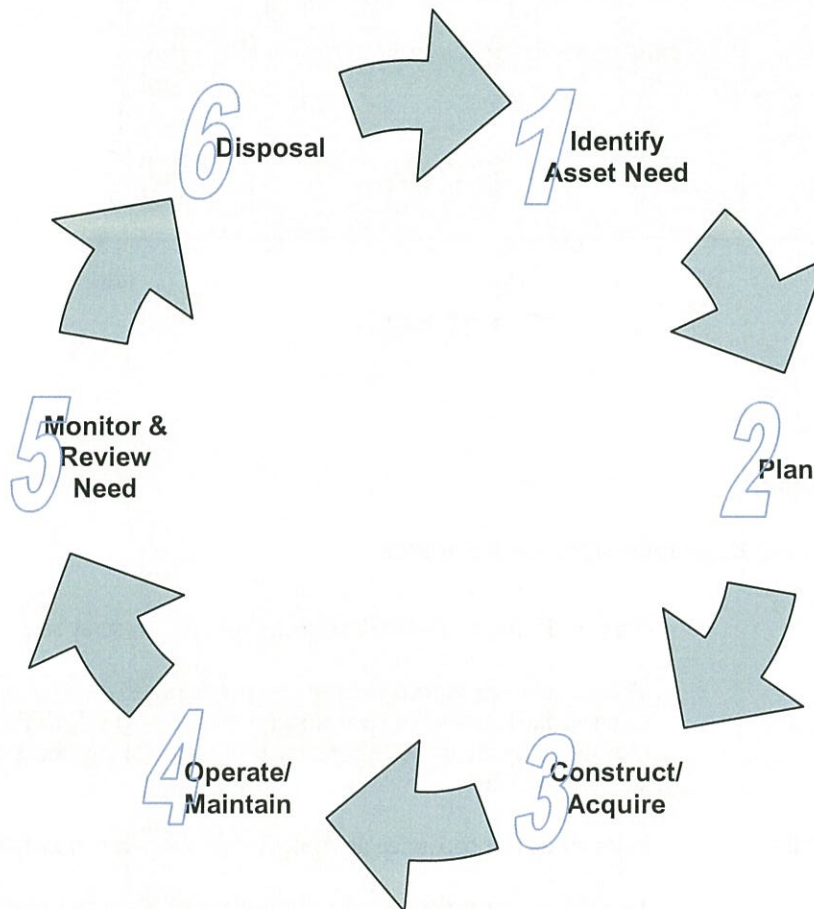 1
Identify
Asset Need
2
Plan
3
Construct/
Acquire
4
Operate/
Maintain
5
Monitor &
Review
Need
6
Disposal